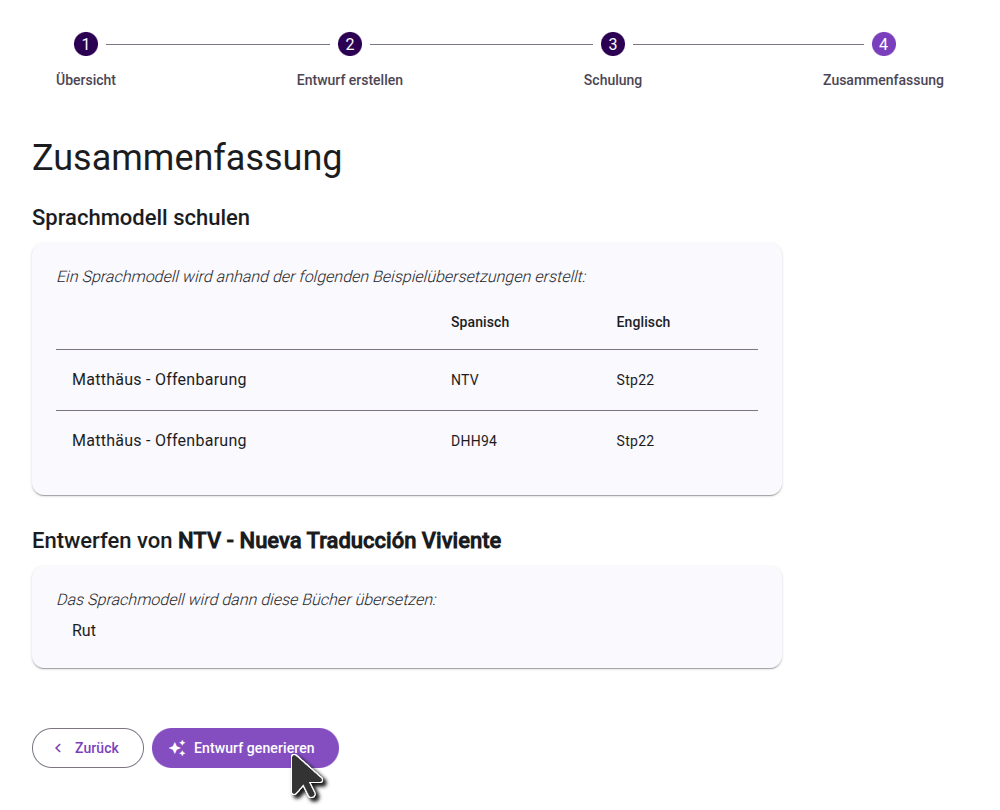 1 2 3 4
Übersicht Entwurf erstellen Schulung Zusammenfassung
Zusammenfassung
Sprachmodell schulen
Ein Sprachmodell wird anhand der folgenden Beispielübersetzungen erstellt:
Spanisch Englisch
Matthäus - Offenbarung NTV Stp22
Matthäus - Offenbarung DHH94 Stp22
Entwerfen von NTV - Nueva Traducción Viviente
Das Sprachmodell wird dann diese Bücher übersetzen:
Rut
Zurück Entwurf generieren